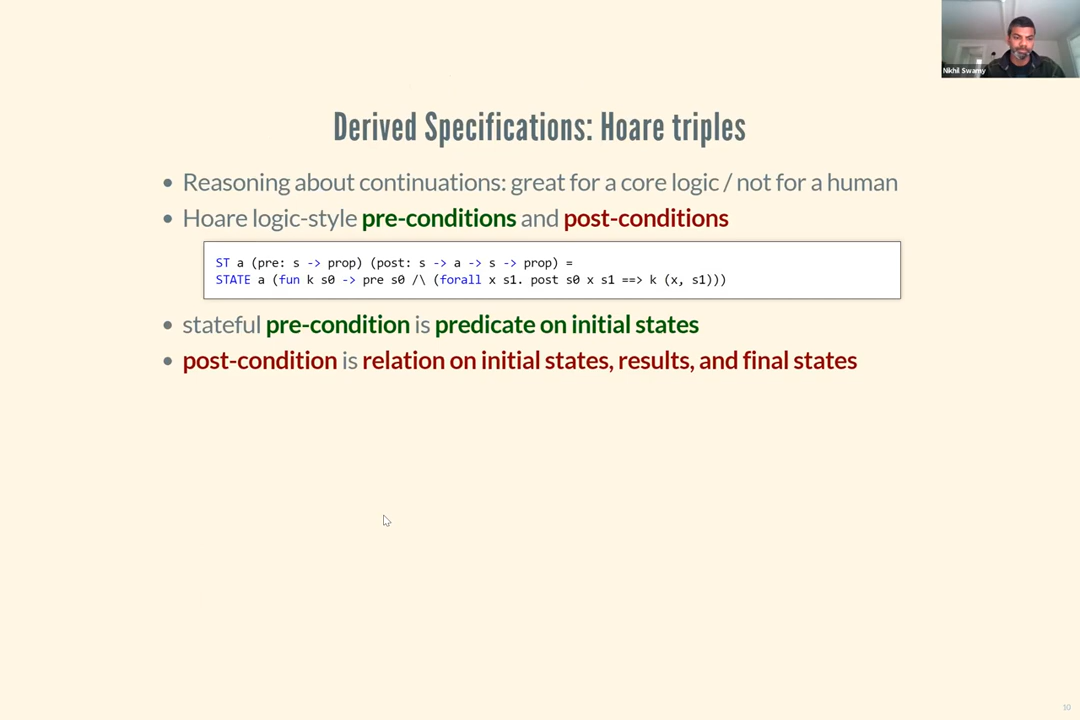 Nikhil Swamy
Derived Specifications: Hoare triples
• Reasoning about continuations: great for a core logic / not for a human
• Hoare logic-style pre-conditions and post-conditions
ST a (pre: s -> prop) (post: s -> a -> s -> prop) =
STATE a (fun k s0 -> pre s0 /\ (forall x s1. post s0 x s1 ==> k (x, s1)))
• stateful pre-condition is predicate on initial states
• post-condition is relation on initial states, results, and final states
10